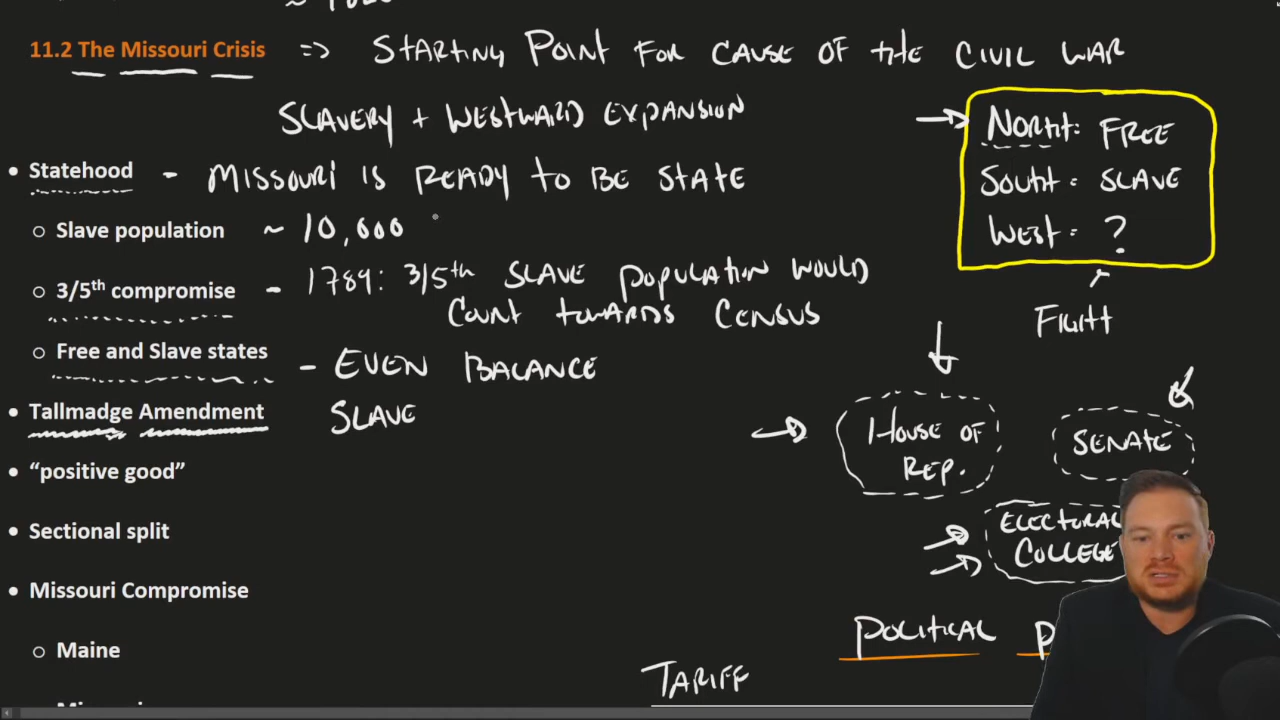 11.2 The Missouri Crisis => STARTING POINT FOR CAUSE OF THE CIVIL WAR
SLAVERY + WESTWARD EXPANSION
NORTH: FREE
SOUTH = SLAVE
WEST = ?
FIGHT
• Statehood - MISSOURI IS READY TO BE STATE
○ Slave population ~ 10,000
○ 3/5th compromise - 1789: 3/5th SLAVE POPULATION WOULD
COUNT TOWARDS CENSUS
○ Free and Slave states - EVEN BALANCE
• Tallmadge Amendment SLAVE
HOUSE OF
REP.
SENATE
ELECTORAL
COLLEGE
• "positive good"
• Sectional split
• Missouri Compromise
○ Maine
POLITICAL P
TARIFF